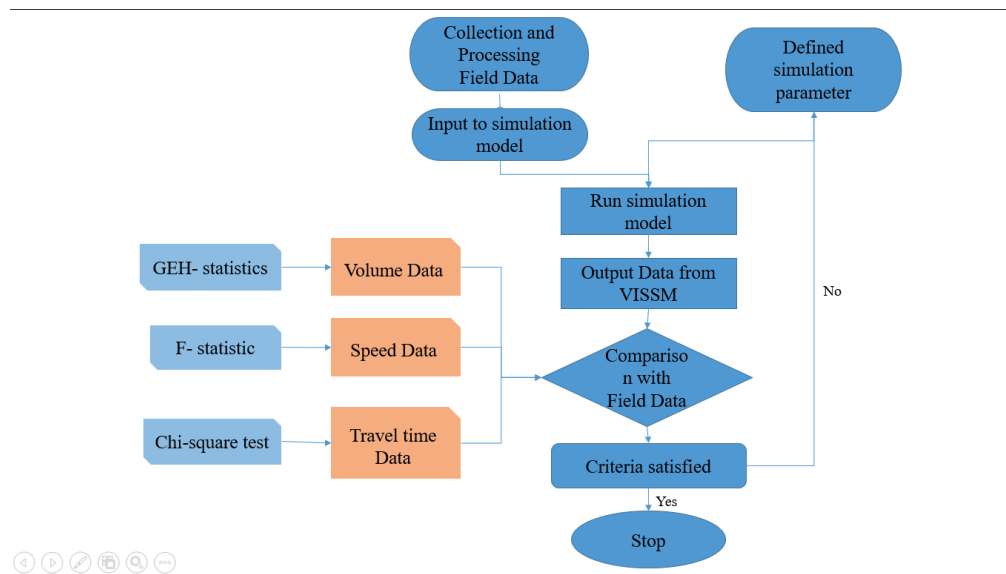 Collection and
Processing
Field Data
Defined
simulation
parameter
Input to simulation
model
Run simulation
model
GEH- statistics
Volume Data
Output Data from
VISSM
No
F- statistic
Speed Data
Compariso
n with
Field Data
Chi-square test
Travel time
Data
Criteria satisfied
Yes
Stop